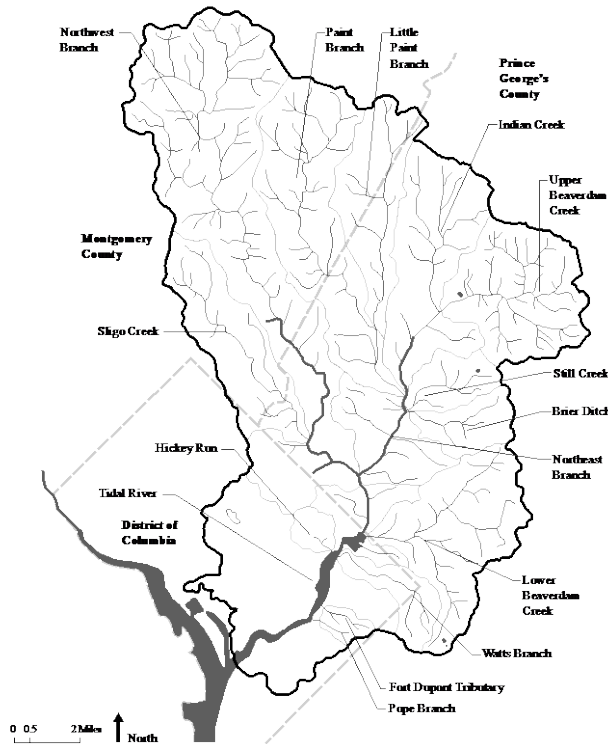 Northwest
Branch
Paint
Branch
Little
Paint
Branch
Prince
George's
County
Indian Creek
Upper
Beaverdam
Creek
Montgomery
County
Sligo Creek
Still Creek
Brier Ditch
Hickey Run
Northeast
Branch
Tidal River
District of
Columbia
Lower
Beaverdam
Creek
Watts Branch
Fort Dupont Tributary
Pope Branch
0 0.5 2 Miles
North